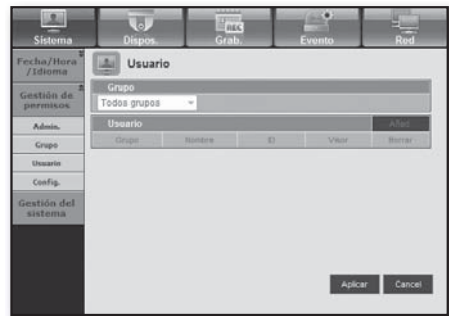 Sistema
Dispos.
REC
Grab.
Evento
Red
Fecha/Hora
/Idioma
Usuario
Gestión de
permisos
Grupo
Todos grupos
Admin.
Usuario
Añad.
Grupo
Grupo
Nombre
ID
Visor
Borrar
Usuario
Config.
Gestión del
sistema
Aplicar
Cancel